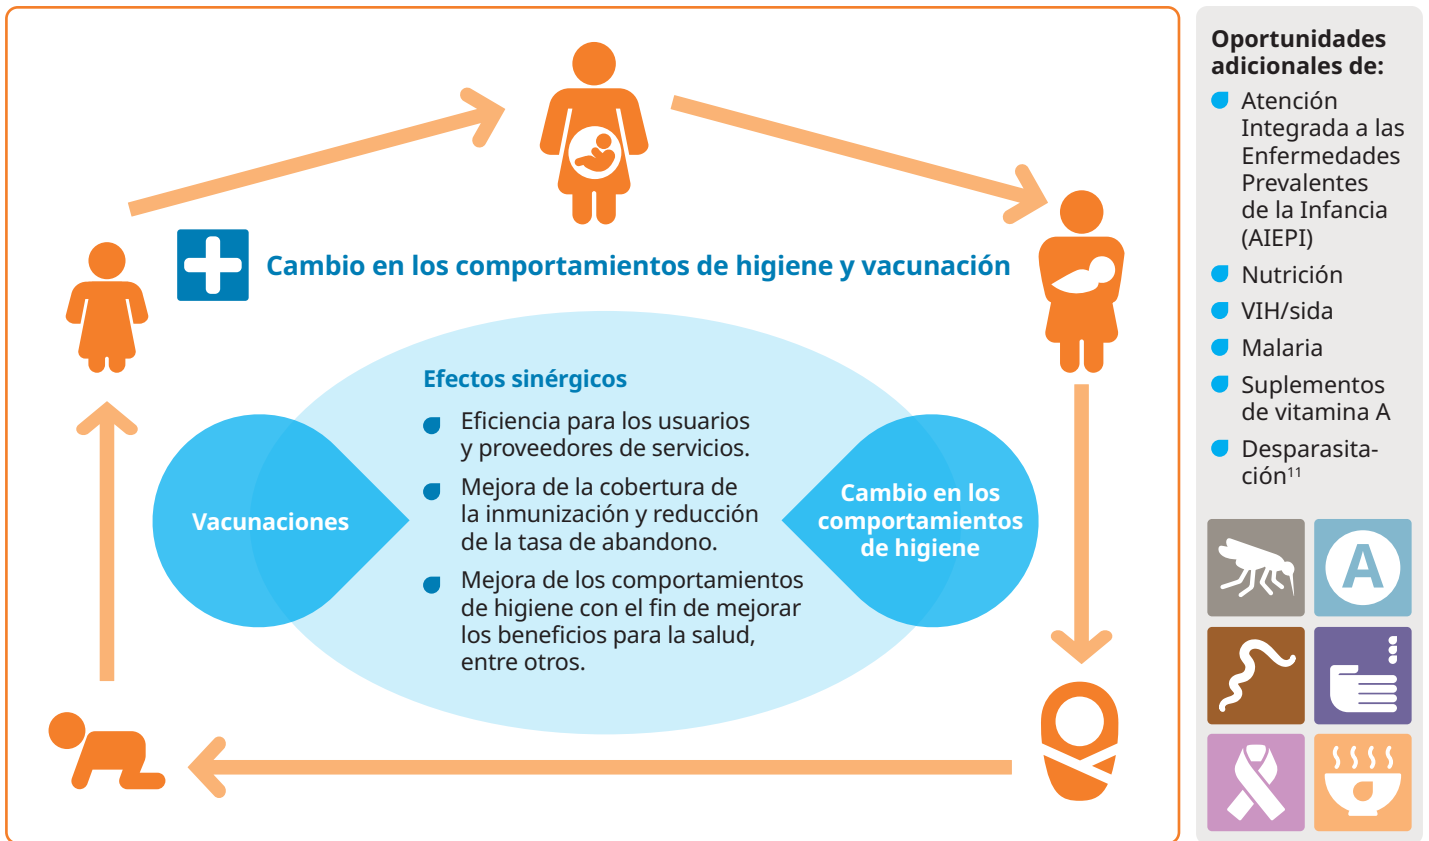 Cambio en los comportamientos de higiene y vacunación
Efectos sinérgicos
Eficiencia para los usuarios
y proveedores de servicios.
Mejora de la cobertura de
la inmunización y reducción
de la tasa de abandono.
Mejora de los comportamientos
de higiene con el fin de mejorar
los beneficios para la salud,
entre otros.
Vacunaciones
Cambio en los
comportamientos
de higiene
Oportunidades
adicionales de:
Atención
Integrada a las
Enfermedades
Prevalentes
de la Infancia
(AIEPI)
Nutrición
VIH/sida
Malaria
Suplementos
de vitamina A
Desparasita-
ción¹¹
A